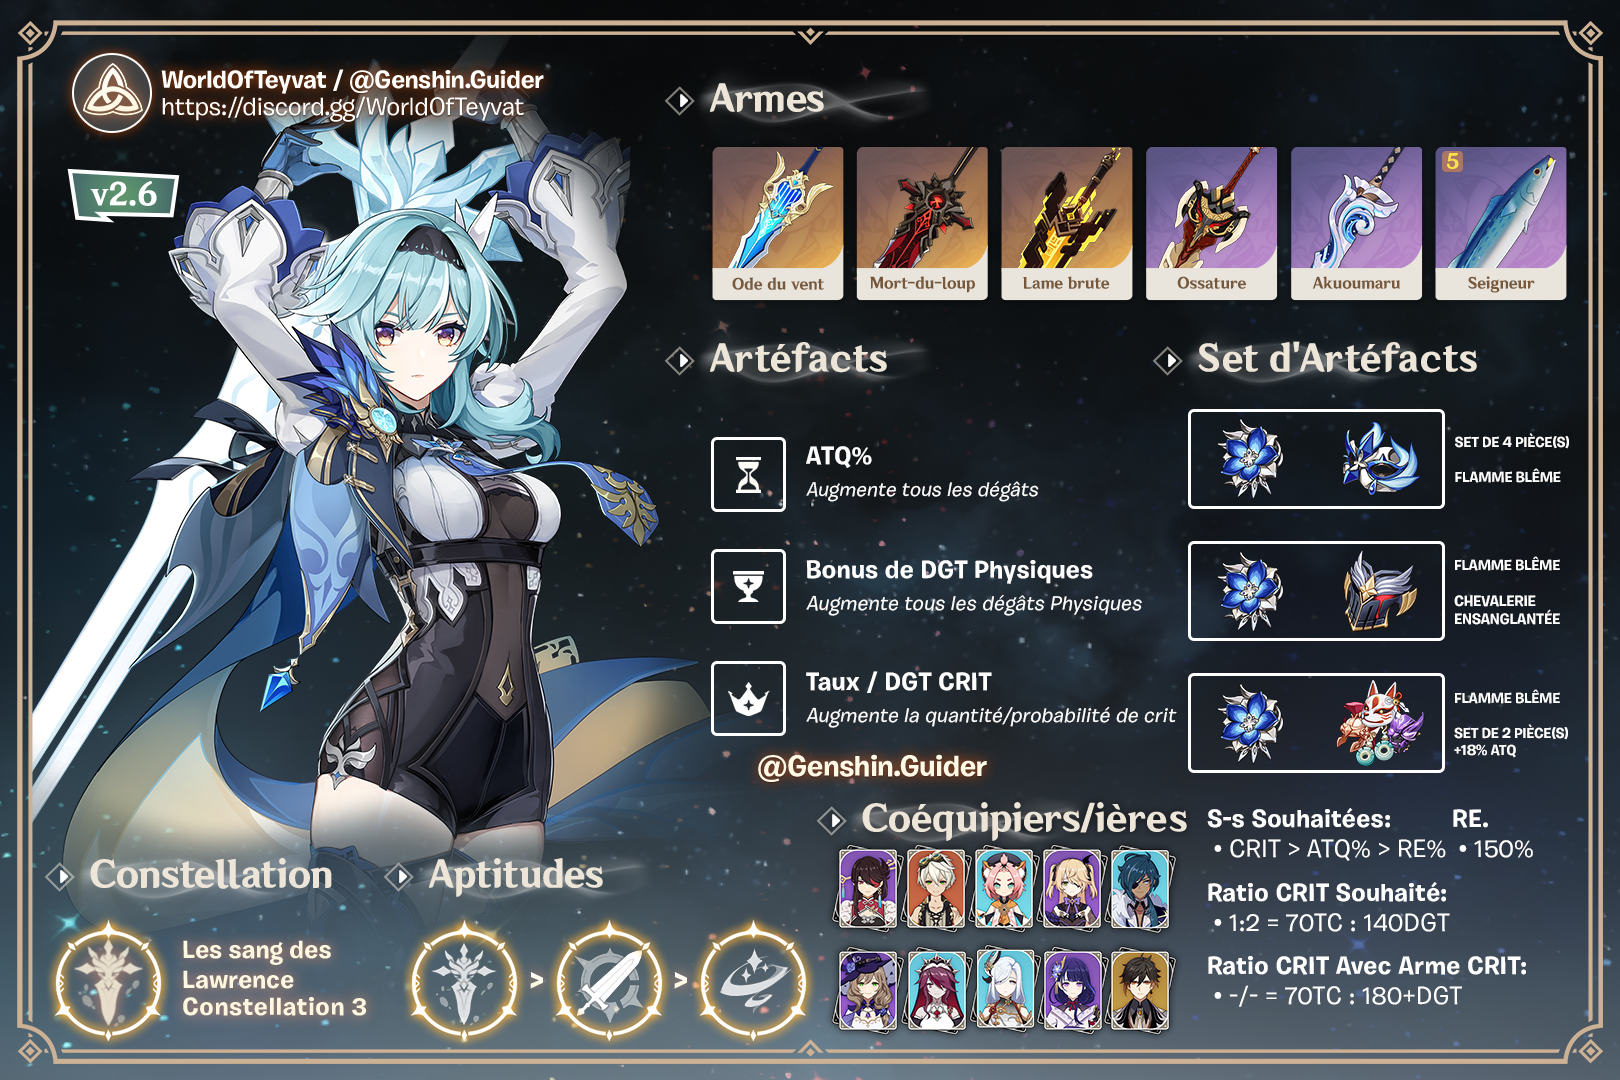 WorldOfTeyvat / @Genshin.Guider
https://discord.gg/WorldOfTeyvat
v2.6
Armes
Ode du vent
Mort-du-loup
Lame brute
Ossature
Akuoumaru
5
Seigneur
Artéfacts
ATQ%
Augmente tous les dégâts
Bonus de DGT Physiques
Augmente tous les dégâts Physiques
Taux / DGT CRIT
Augmente la quantité/probabilité de crit
@Genshin.Guider
Set d'Artéfacts
SET DE 4 PIÈCE(S)
FLAMME BLÊME
FLAMME BLÊME
CHEVALERIE
ENSANGLANTÉE
FLAMME BLÊME
SET DE 2 PIÈCE(S)
+18% ATQ
Constellation
Les sang des
Lawrence
Constellation 3
Aptitudes
> >
Coéquipiers/ières
S-s Souhaitées: RE.
• CRIT > ATQ% > RE% • 150%
Ratio CRIT Souhaité:
• 1:2 = 70TC : 140DGT
Ratio CRIT Avec Arme CRIT:
• -/- = 70TC : 180+DGT